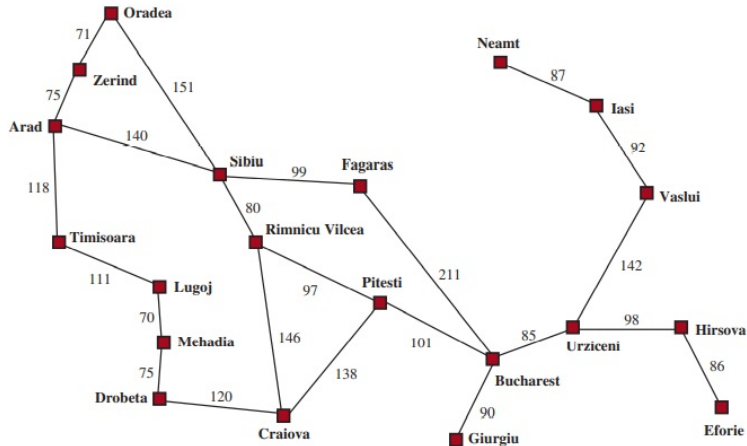 Oradea
71
Neamt
Zerind
87
151
75
Iasi
Arad
140
92
Sibiu
Fagaras
99
118
Vaslui
80
Timisoara
Rimnicu Vilcea
142
111
211
Lugoj
Pitesti
97
70
98
Hirsova
85
Mehadia
146
101
Urziceni
86
75
138
Bucharest
120
Drobeta
90
Craiova
Giurgiu
Eforie